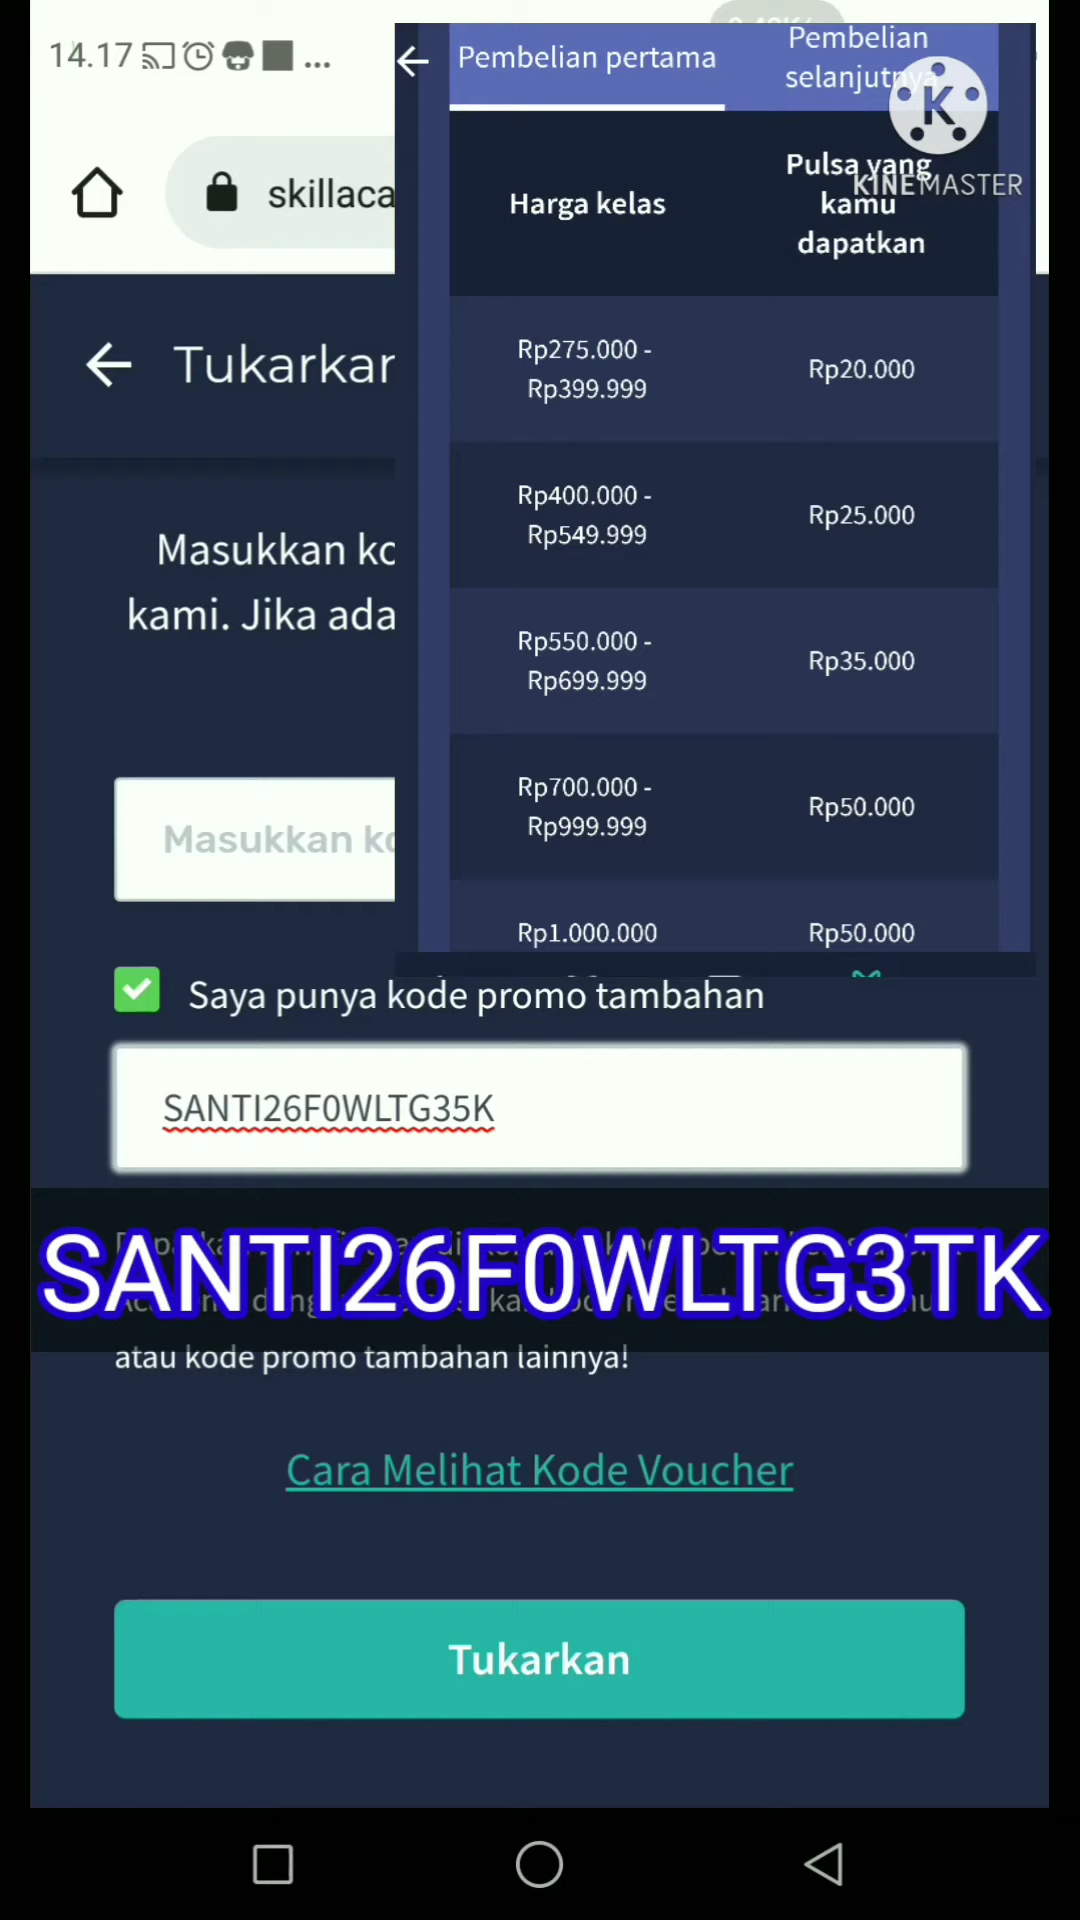 14.17
skillaca
Tukarkan
Masukkan ko
kami. Jika ada
Masukkan ko
Pembelian pertama
Pembelian
selanjutnya
K
KINEMASTER
Harga kelas
Pulsa yang
kamu
dapatkan
Rp275.000 -
Rp399.999
Rp20.000
Rp400.000 -
Rp549.999
Rp25.000
Rp550.000 -
Rp699.999
Rp35.000
Rp700.000 -
Rp999.999
Rp50.000
Rp1.000.000
Rp50.000
Saya punya kode promo tambahan
SANTI26F0WLTG35K
SANTI26F0WLTG3TK
atau kode promo tambahan lainnya!
Cara Melihat Kode Voucher
Tukarkan